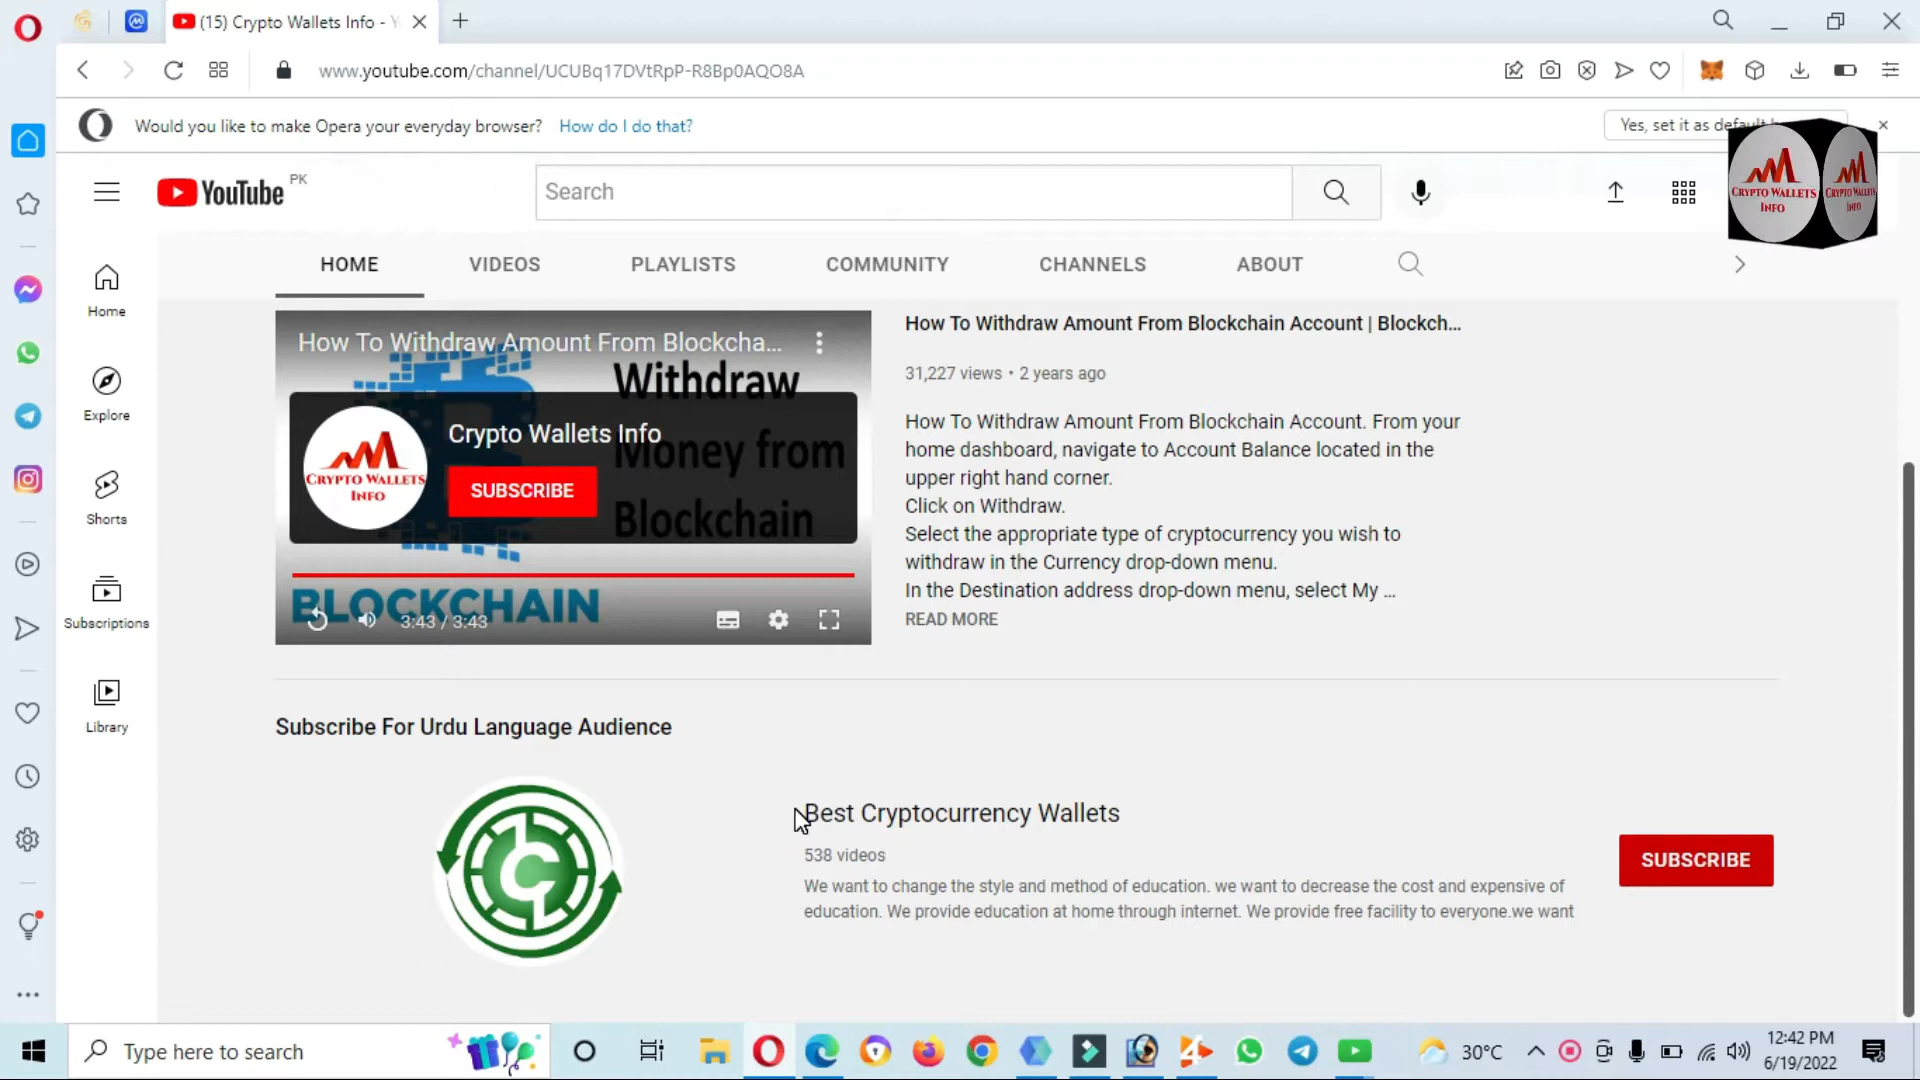 (15) Crypto Wallets Info - Y
www.youtube.com/channel/UCUBq17DVtRpP-R8Bp0AQO8A
Would you like to make Opera your everyday browser? How do I do that?
Yes, set it as default
CRYPTO WALLETS
INFO
CRYPTO WALLETS
INFO
YouTube PK
Search
HOME VIDEOS PLAYLISTS COMMUNITY CHANNELS ABOUT
Home
Explore
Shorts
Subscriptions
Library
How To Withdraw Amount From Blockcha...
Withdraw
Money from
Blockchain
Crypto Wallets Info
CRYPTO WALLETS
INFO
SUBSCRIBE
BLOCKCHAIN
3:43 / 3:43
How To Withdraw Amount From Blockchain Account | Blockch...
31,227 views • 2 years ago
How To Withdraw Amount From Blockchain Account. From your
home dashboard, navigate to Account Balance located in the
upper right hand corner.
Click on Withdraw.
Select the appropriate type of cryptocurrency you wish to
withdraw in the Currency drop-down menu.
In the Destination address drop-down menu, select My ...
READ MORE
Subscribe For Urdu Language Audience
Best Cryptocurrency Wallets
538 videos
We want to change the style and method of education. we want to decrease the cost and expensive of
education. We provide education at home through internet. We provide free facility to everyone.we want
SUBSCRIBE
Type here to search
30°C
12:42 PM
6/19/2022